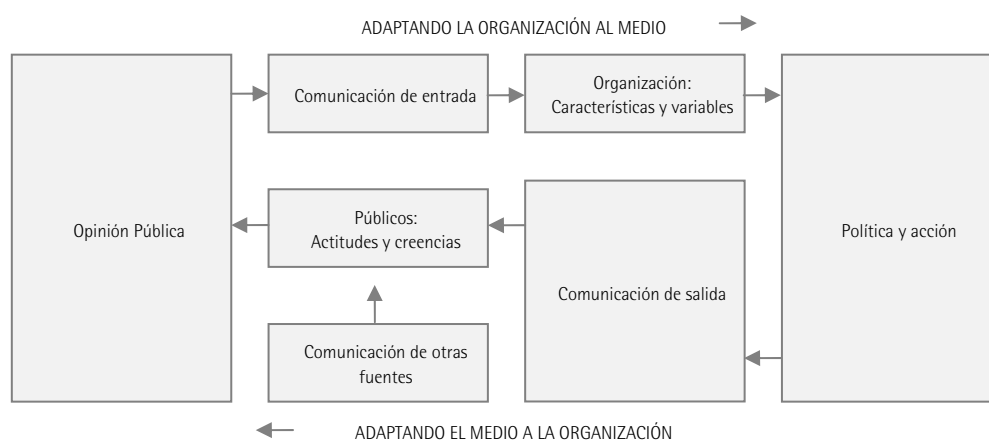 ADAPTANDO LA ORGANIZACIÓN AL MEDIO
Opinión Pública
Comunicación de entrada
Organización:
Características y variables
Política y acción
Públicos:
Actitudes y creencias
Comunicación de salida
Comunicación de otras
fuentes
ADAPTANDO EL MEDIO A LA ORGANIZACIÓN